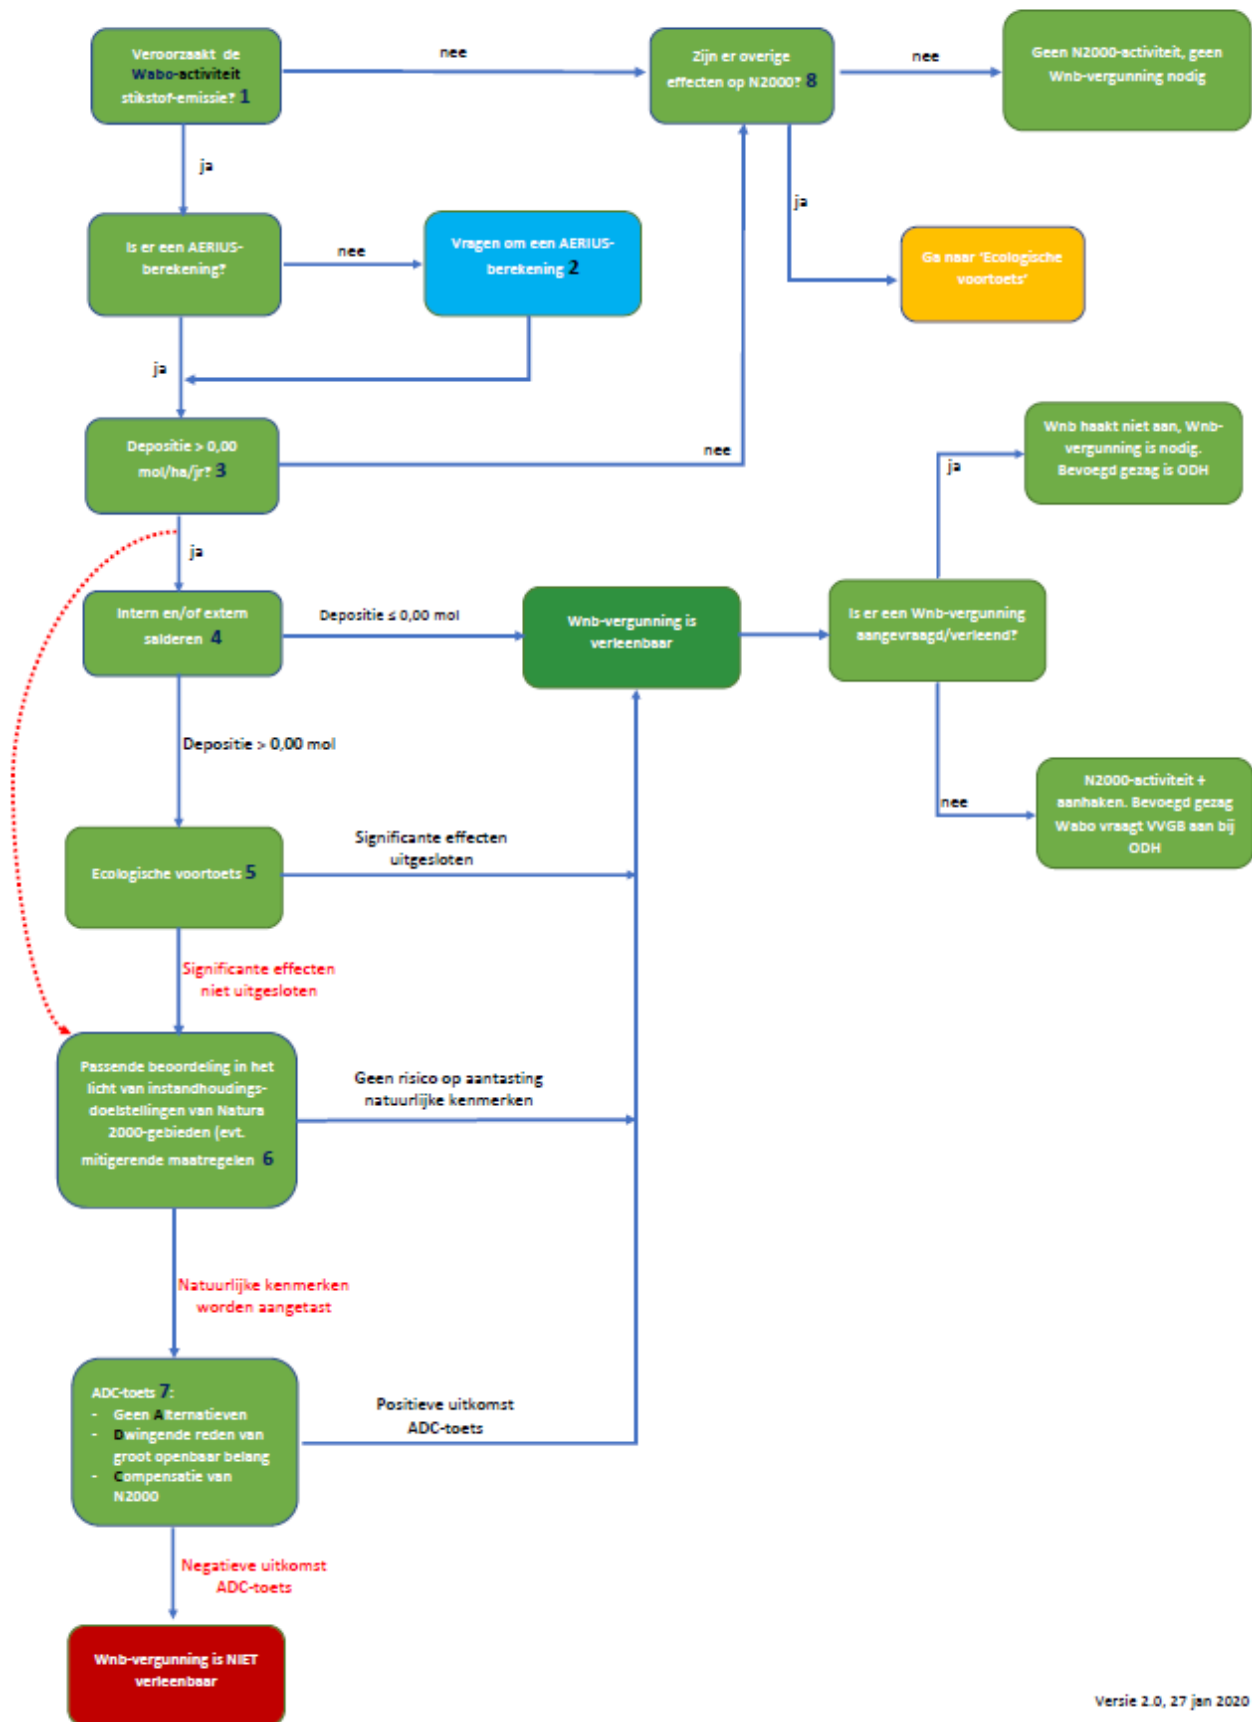 Veroorzaakt de
Wabo-activiteit
stikstof-emissie? 1
nee
Zijn er overige
effecten op N2000? 8
nee
Geen N2000-activiteit, geen
Wnb-vergunning nodig
ja
ja
Is er een AERIUS-
berekening?
nee
Vragen om een AERIUS-
berekening 2
Ga naar ‘Ecologische
voortoets’
ja
Depositie > 0,00
mol/ha/jr? 3
nee
Wnb haakt niet aan, Wnb-
vergunning is nodig.
Bevoegd gezag is ODH
ja
ja
Intern en/of extern
salderen 4
Depositie ≤ 0,00 mol
Wnb-vergunning is
verleenbaar
Is er een Wnb-vergunning
aangevraagd/verleend?
Depositie > 0,00 mol
nee
N2000-activiteit +
aanhaken. Bevoegd gezag
Wabo vraagt VVGB aan bij
ODH
Ecologische voortoets 5
Significante effecten
uitgesloten
Significante effecten
niet uitgesloten
Passende beoordeling in het
licht van instandhoudings-
doelstellingen van Natura
2000-gebieden (evt.
mitigerende maatregelen 6
Geen risico op aantasting
natuurlijke kenmerken
Natuurlijke kenmerken
worden aangetast
ADC-toets 7:
- Geen Alternatieven
- Dwingende reden van
groot openbaar belang
- Compensatie van
N2000
Positieve uitkomst
ADC-toets
Negatieve uitkomst
ADC-toets
Wnb-vergunning is NIET
verleenbaar
Versie 2.0, 27 jan 2020